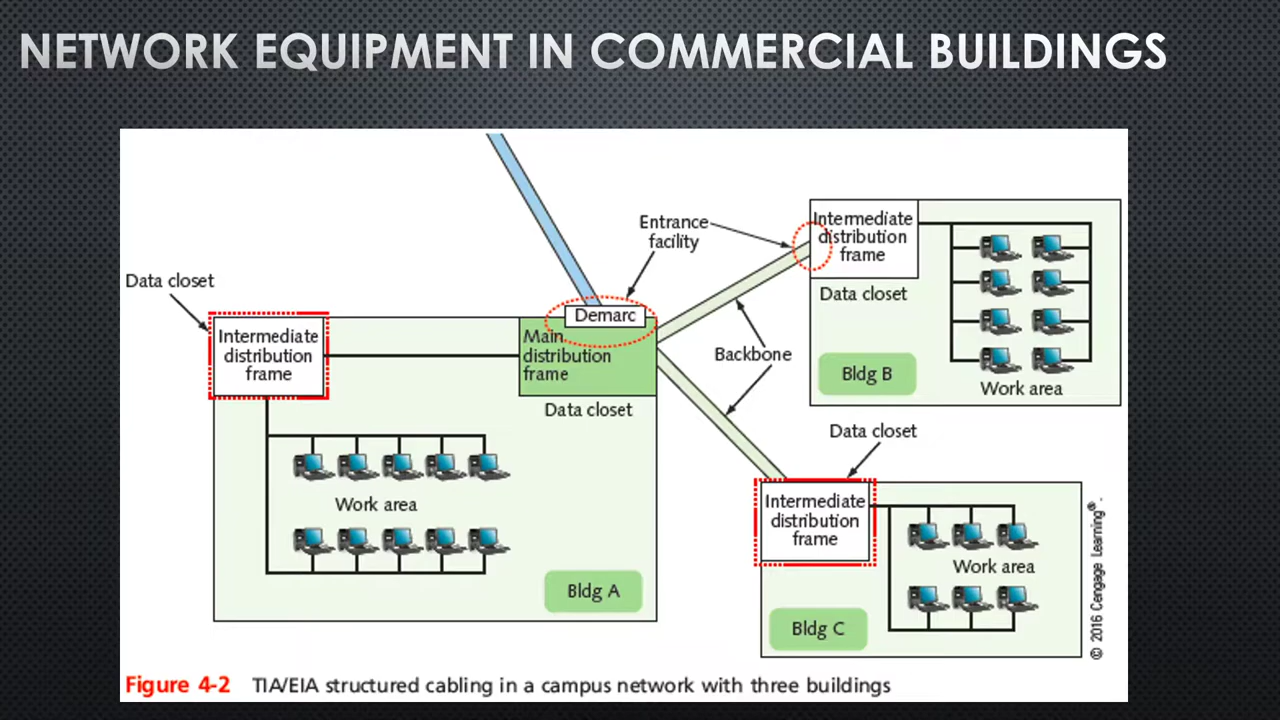 NETWORK EQUIPMENT IN COMMERCIAL BUILDINGS
Entrance
facility
Data closet
Demarc
Intermediate
distribution
frame
Main
distribution
frame
Data closet
Work area
Bldg A
Backbone
Intermediate
distribution
frame
Data closet
Bldg B
Work area
Data closet
Intermediate
distribution
frame
Work area
Bldg C
© 2016 Cengage Learning®.
Figure 4-2 TIA/EIA structured cabling in a campus network with three buildings